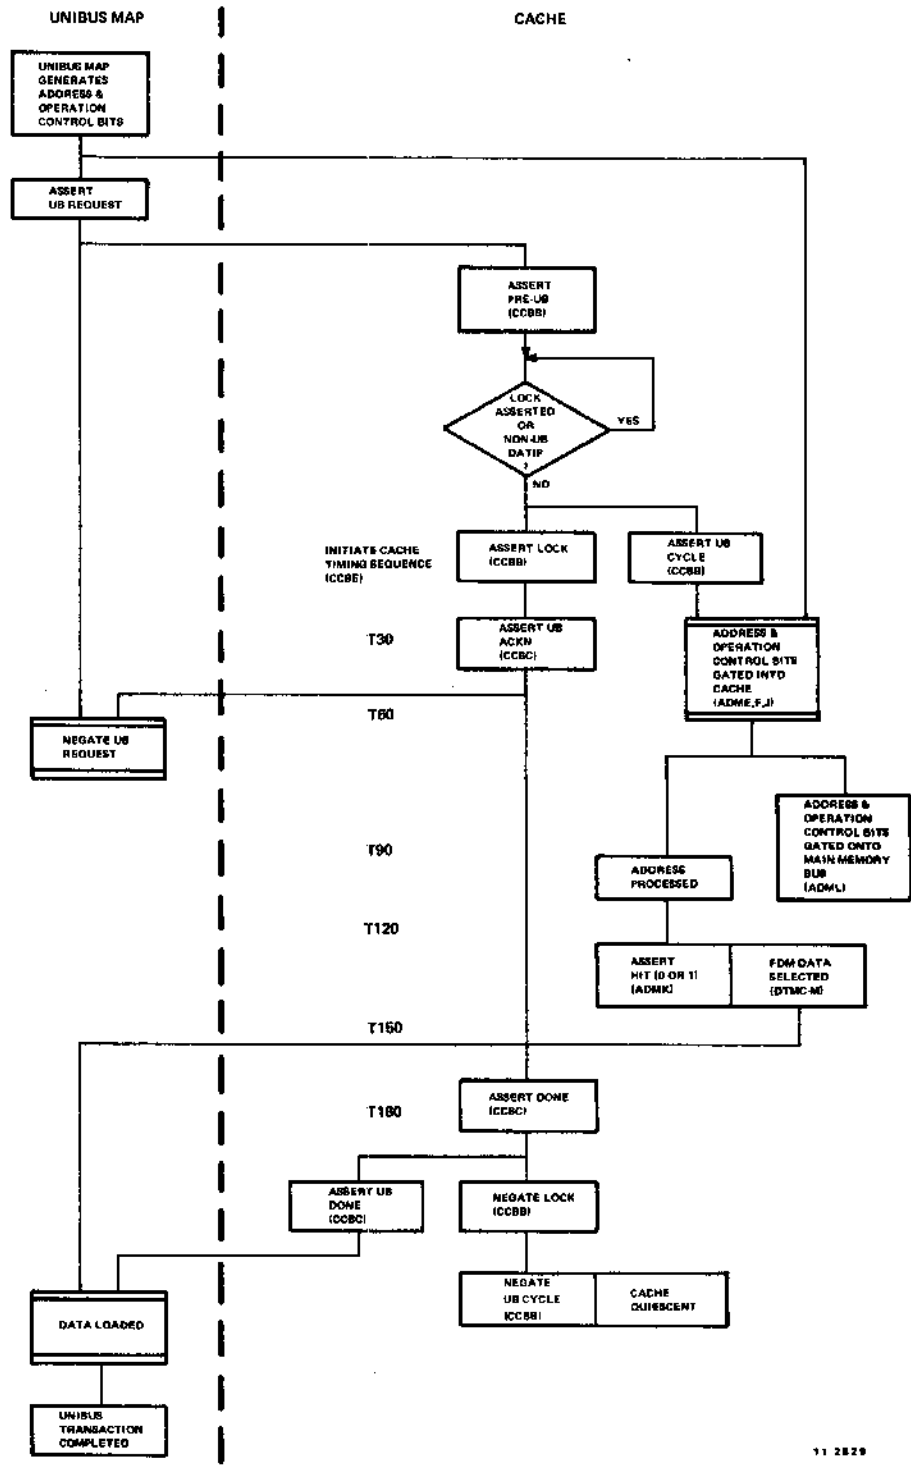 UNIBUS MAP
CACHE
UNIBUS MAP
GENERATES
ADDRESS &
OPERATION
CONTROL BITS
ASSERT
UB REQUEST
ASSERT
PRE-UB
(CCBB)
LOCK
ASSERTED
OR
NON-UB
DATIP
?
YES
NO
INITIATE CACHE
TIMING SEQUENCE
(CCBE)
ASSERT LOCK
(CCBB)
ASSERT UB
CYCLE
(CCBB)
T30
ASSERT UB
ACKN
(CCBC)
ADDRESS &
OPERATION
CONTROL BITS
GATED INTO
CACHE
(ADME,F,J)
T60
NEGATE UB
REQUEST
ADDRESS &
OPERATION
CONTROL BITS
GATED ONTO
MAIN MEMORY
BUS
(ADML)
T90
ADDRESS
PROCESSED
T120
ASSERT
HIT (0 OR 1)
(ADMK)
FDM DATA
SELECTED
(DTMC-M)
T150
ASSERT DONE
(CCBC)
T180
ASSERT UB
DONE
(CCBC)
NEGATE LOCK
(CCBB)
NEGATE
UB CYCLE
(CCBB)
CACHE
QUIESCENT
DATA LOADED
UNIBUS
TRANSACTION
COMPLETED
11 2829